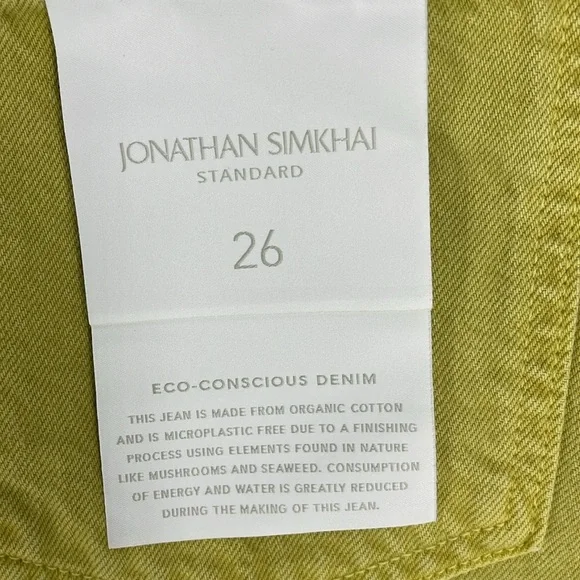 JONATHAN SIMKHAI
STANDARD
26
ECO-CONSCIOUS DENIM
THIS JEAN IS MADE FROM ORGANIC COTTON
AND IS MICROPLASTIC FREE DUE TO A FINISHING
PROCESS USING ELEMENTS FOUND IN NATURE
LIKE MUSHROOMS AND SEAWEED. CONSUMPTION
OF ENERGY AND WATER IS GREATLY REDUCED
DURING THE MAKING OF THIS JEAN.